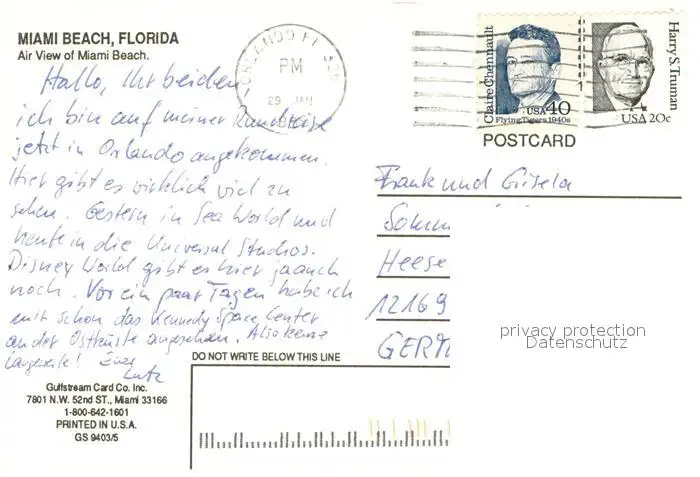 MIAMI BEACH, FLORIDA
Air View of Miami Beach.
Hallo, Ihr beiden,
ich bin auf meiner Rundreise
jetzt in Orlando angekommen.
Hier gibt es wirklich viel zu
sehen. Gestern in Sea World und
heute in die Universal Studios.
Disney World gibt es hier ja auch
noch. Vor ein paar Tagen habe ich
mir schon das Kennedy Space Center
an der Ostküste angesehen. Also keine
Langeweile! Euer
Lutz
Gulfstream Card Co. Inc.
7801 N.W. 52nd ST., Miami 33166
1-800-642-1601
PRINTED IN U.S.A.
GS 9403/5
ORLANDO FL
PM
29 JAN
Claire Chennault
USA 40
Flying Tigers 1940s
Harry S. Truman
USA 20c
POSTCARD
Frank und Gisela
Somm
Heese
12169
GERM
privacy protection
Datenschutz
DO NOT WRITE BELOW THIS LINE